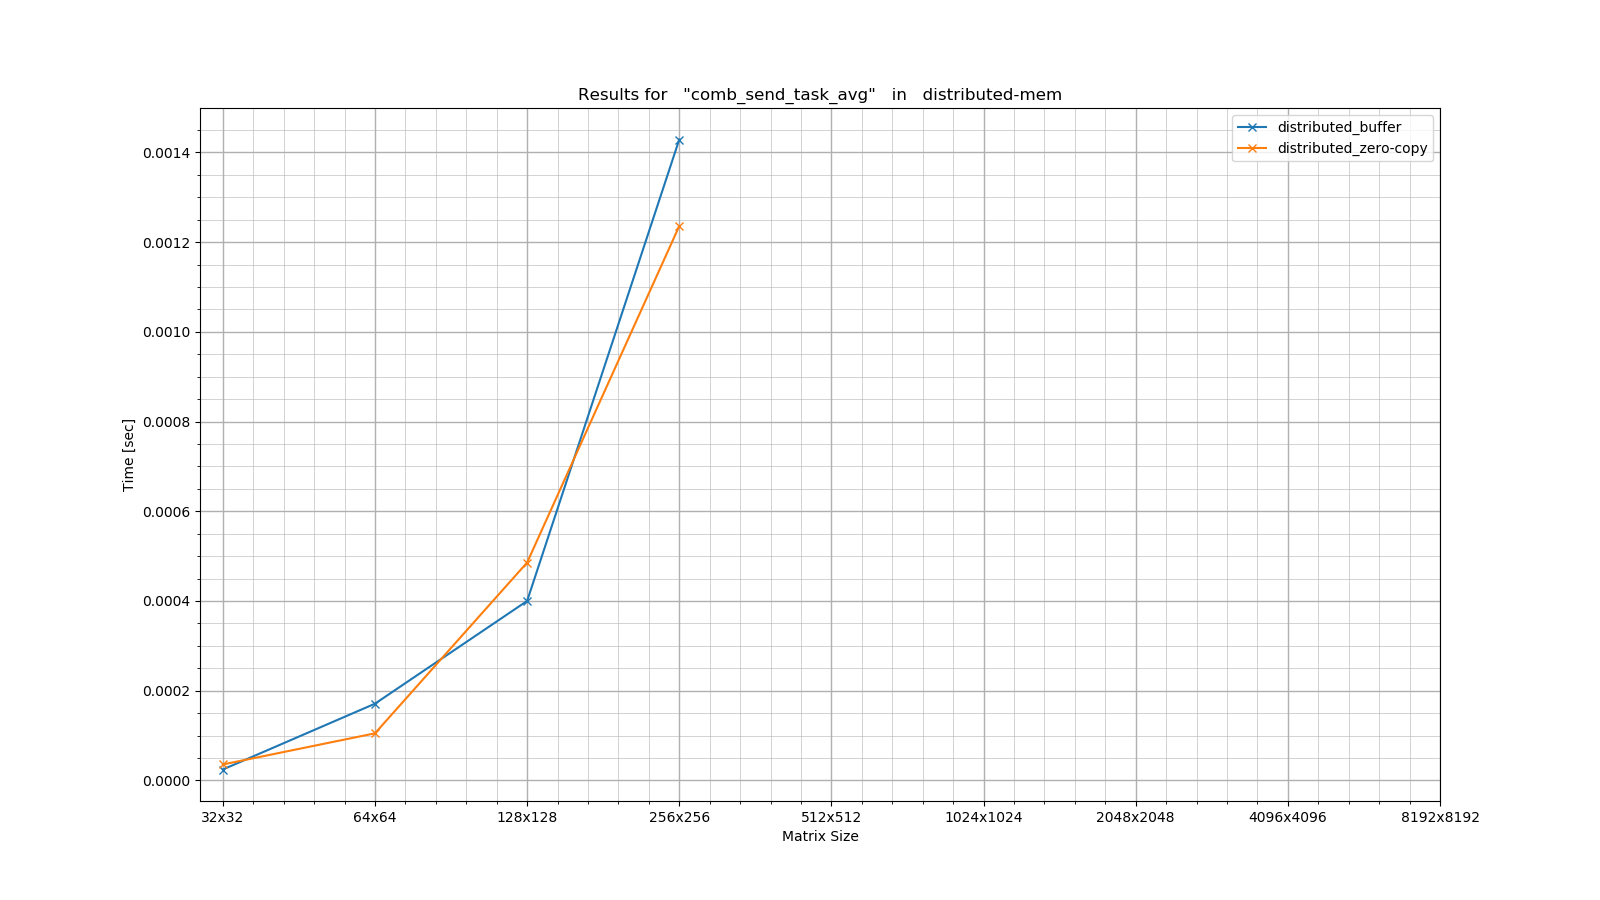 Results for   "comb_send_task_avg"   in   distributed-mem
distributed_buffer
distributed_zero-copy
0.0014
0.0012
0.0010
0.0008
0.0006
0.0004
0.0002
0.0000
Time [sec]
32x32 64x64 128x128 256x256 512x512 1024x1024 2048x2048 4096x4096 8192x8192
Matrix Size